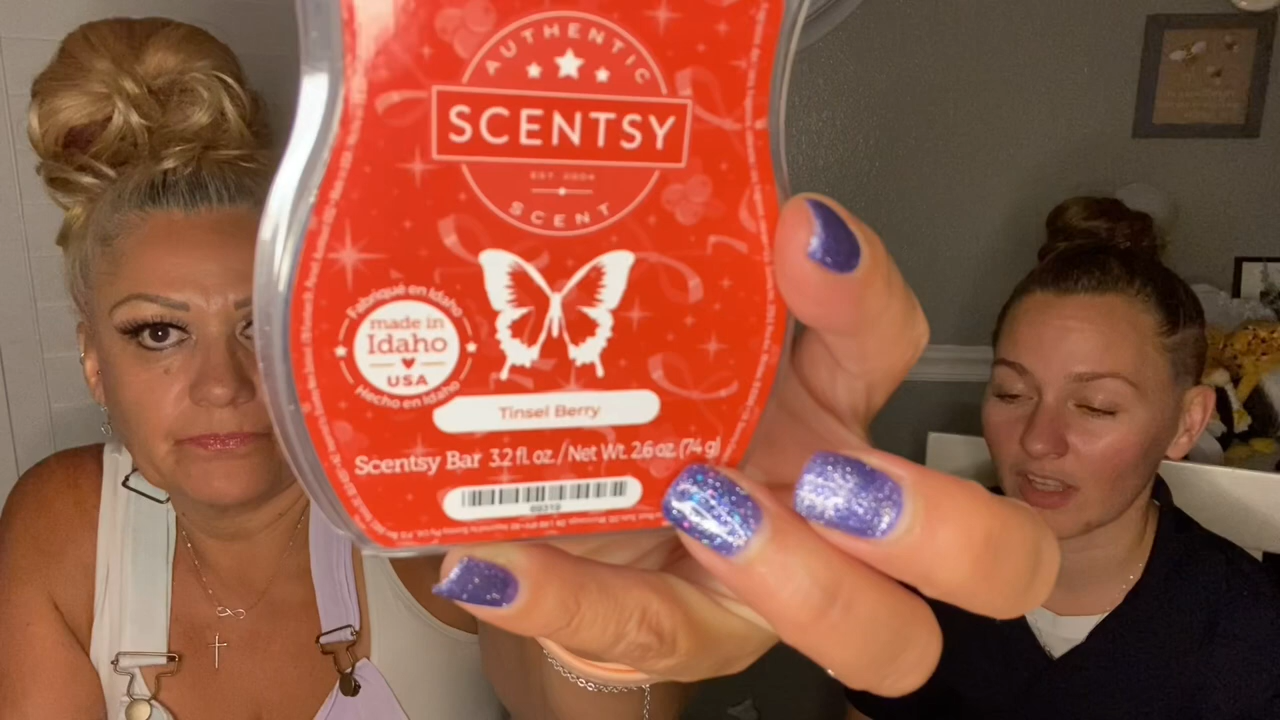 AUTHENTIC
SCENTSY
EST. 2004
SCENT
Fabriqué en Idaho
made in
Idaho
USA
Hecho en Idaho
Tinsel Berry
Scentsy Bar 3.2 fl. oz. / Net Wt. 2.6 oz. (74 g)